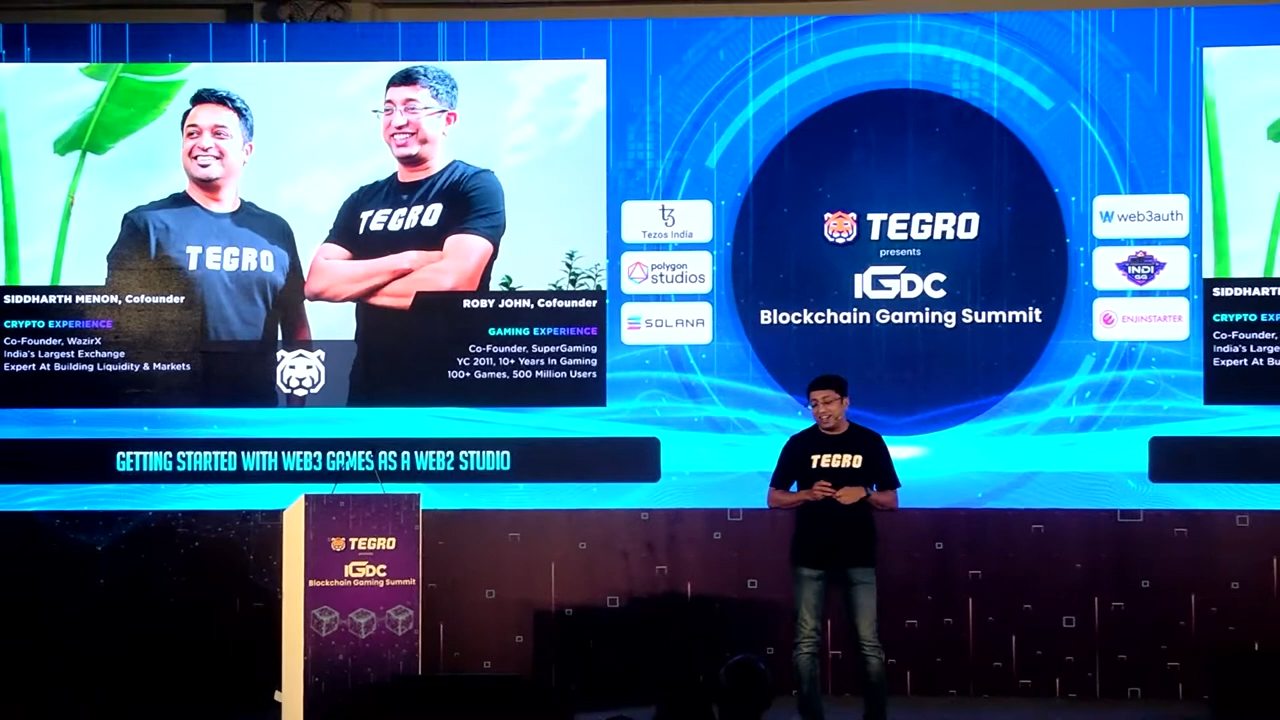 TEGRO
TEGRO
SIDDHARTH MENON, Cofounder
CRYPTO EXPERIENCE
Co-Founder, WazirX
India's Largest Exchange
Expert At Building Liquidity & Markets
ROBY JOHN, Cofounder
GAMING EXPERIENCE
Co-Founder, SuperGaming
YC 2011, 10+ Years In Gaming
100+ Games, 500 Million Users
Tezos India
polygon
studios
SOLANA
TEGRO
presents
IGDC
Blockchain Gaming Summit
web3auth
INDI
GG
ENJINSTARTER
SIDDHARTH
CRYPTO EXP
Co-Founder,
India's Large
Expert At Bu
GETTING STARTED WITH WEB3 GAMES AS A WEB2 STUDIO
TEGRO
TEGRO
presents
IGDC
Blockchain Gaming Summit